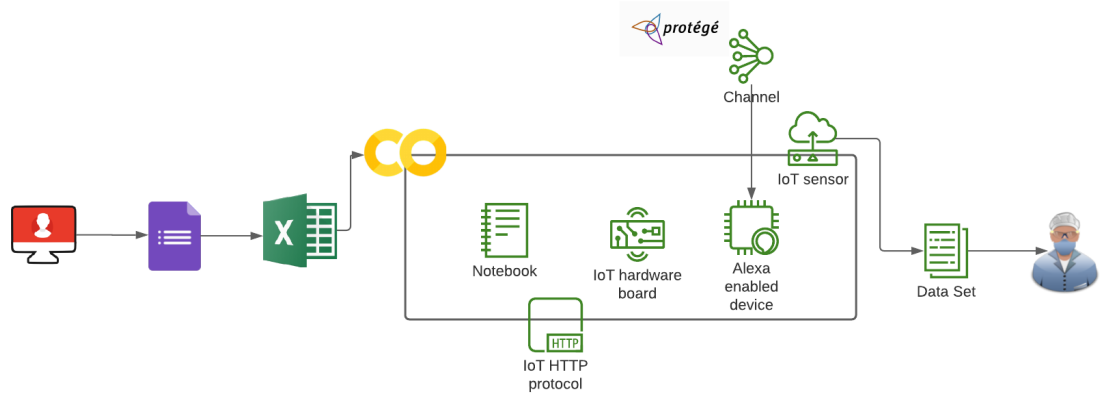 protégé
Channel
IoT sensor
X
Notebook
IoT hardware
board
Alexa
enabled
device
Data Set
HTTP
IoT HTTP
protocol